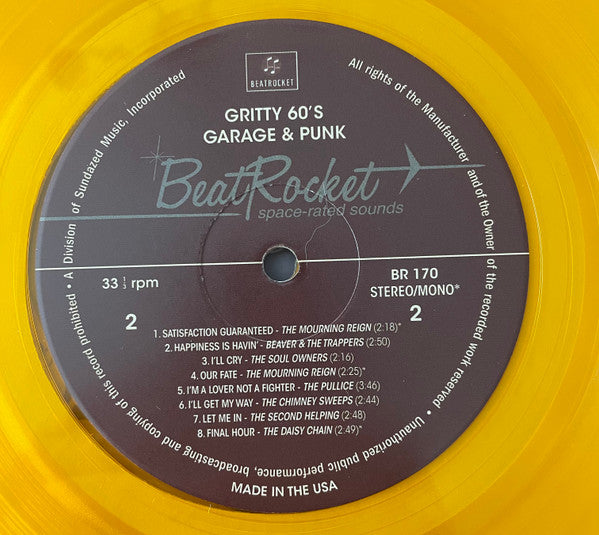 BEATROCKET
GRITTY 60'S
GARAGE & PUNK
BeatRocket
space-rated sounds
33 1/3 rpm
BR 170
STEREO/MONO*
2
2
1. SATISFACTION GUARANTEED - THE MOURNING REIGN (2:18)*
2. HAPPINESS IS HAVIN' - BEAVER & THE TRAPPERS (2:50)
3. I'LL CRY - THE SOUL OWNERS (2:16)
4. OUR FATE - THE MOURNING REIGN (2:25)*
5. I'M A LOVER NOT A FIGHTER - THE PULLICE (3:46)
6. I'LL GET MY WAY - THE CHIMNEY SWEEPS (2:44)
7. LET ME IN - THE SECOND HELPING (2:48)
8. FINAL HOUR - THE DAISY CHAIN (2:49)*
MADE IN THE USA
• A Division of Sundazed Music, incorporated
All rights of the Manufacturer and of the Owner of the recorded work reserved • Unauthorized public performance, broadcasting and copying of this record prohibited